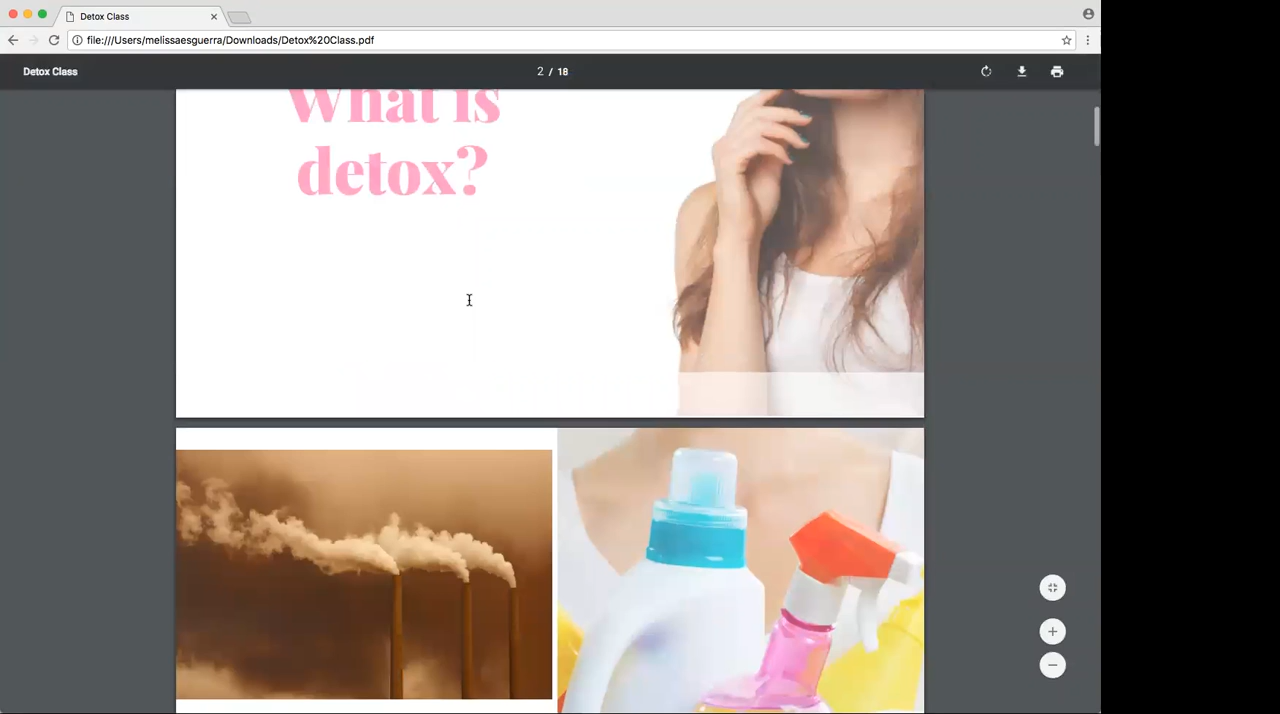 Detox Class
file:///Users/melissaesguerra/Downloads/Detox%20Class.pdf
Detox Class
2 / 18
What is
detox?